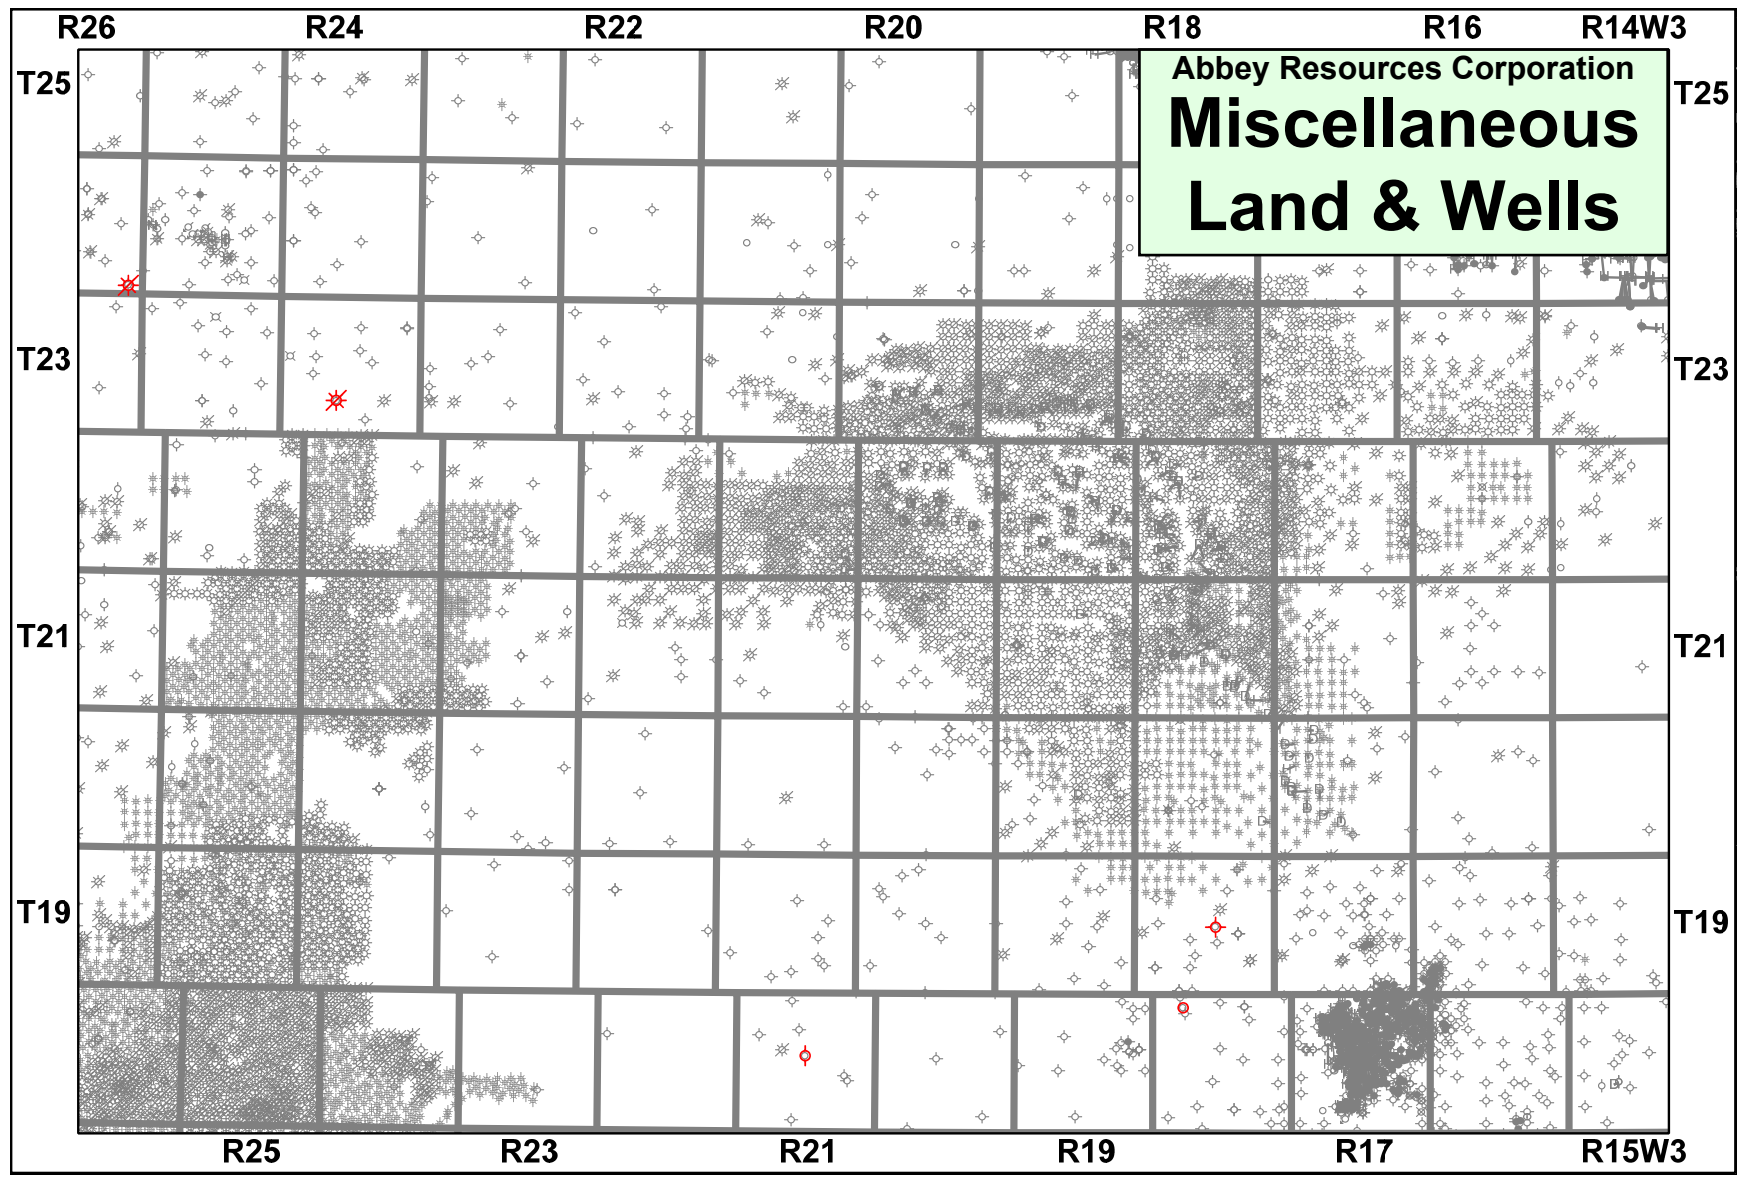 R26 R24 R22 R20 R18 R16 R14W3
Abbey Resources Corporation
Miscellaneous
Land & Wells
T25 T25
T23 T23
T21 T21
T19 T19
R25 R23 R21 R19 R17 R15W3